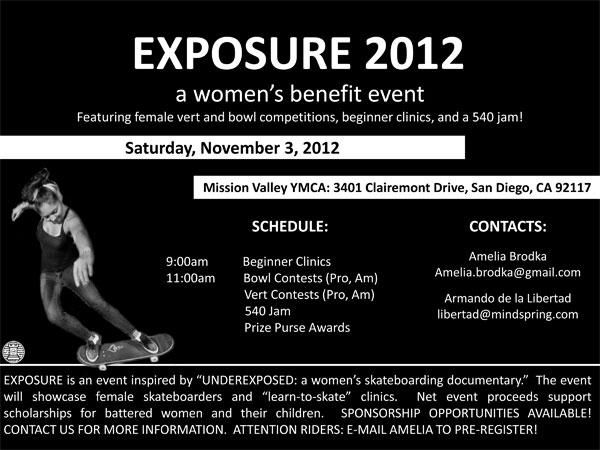 EXPOSURE 2012
a women's benefit event
Featuring female vert and bowl competitions, beginner clinics, and a 540 jam!
Saturday, November 3, 2012
Mission Valley YMCA: 3401 Clairemont Drive, San Diego, CA 92117
SCHEDULE:
9:00am Beginner Clinics
11:00am Bowl Contests (Pro, Am)
Vert Contests (Pro, Am)
540 Jam
Prize Purse Awards
CONTACTS:
Amelia Brodka
Amelia.brodka@gmail.com
Armando de la Libertad
libertad@mindspring.com
EXPOSURE is an event inspired by “UNDEREXPOSED: a women’s skateboarding documentary.” The event
will showcase female skateboarders and “learn-to-skate” clinics. Net event proceeds support
scholarships for battered women and their children. SPONSORSHIP OPPORTUNITIES AVAILABLE!
CONTACT US FOR MORE INFORMATION. ATTENTION RIDERS: E-MAIL AMELIA TO PRE-REGISTER!